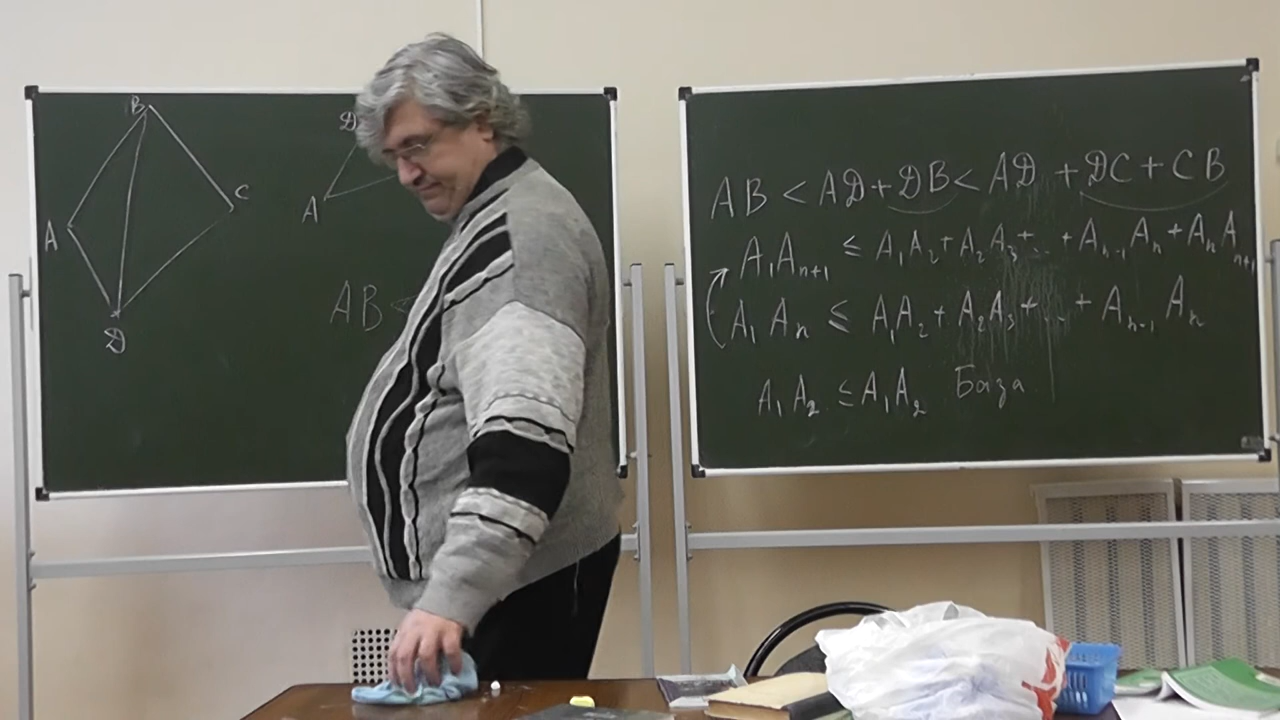 B
C
A
D
D
A
AB <
AB < AD + DB < AD + DC + CB
A₁Aₙ₊₁ ≤ A₁A₂ + A₂A₃ + ... + Aₙ₋₁Aₙ + AₙAₙ₊₁
A₁Aₙ ≤ A₁A₂ + A₂A₃ + ... + Aₙ₋₁Aₙ
A₁A₂ ≤ A₁A₂ База